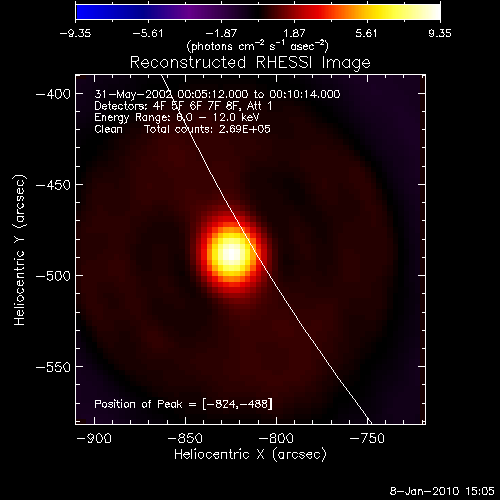 −9.35 −5.61 −1.87 1.87 5.61 9.35
(photons cm⁻² s⁻¹ asec⁻²)
Reconstructed RHESSI Image
31-May-2002 00:05:12.000 to 00:10:14.000
Detectors: 4F 5F 6F 7F 8F, Att 1
Energy Range: 6.0 − 12.0 keV
Clean Total counts: 2.69E+05
−400
−450
−500
−550
Heliocentric Y (arcsec)
Position of Peak = [−824,−488]
−900 −850 −800 −750
Heliocentric X (arcsec)
8-Jan-2010 15:05